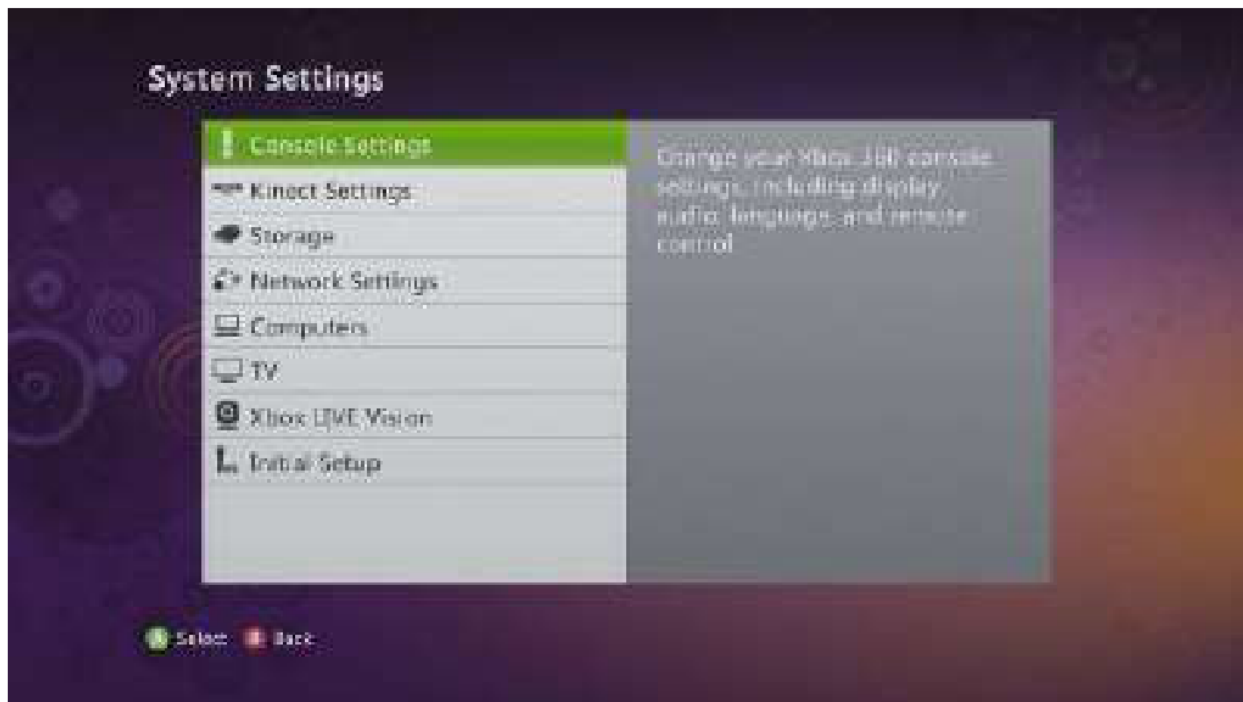 System Settings
Console Settings
Kinect Settings
Storage
Network Settings
Computers
TV
Xbox LIVE Vision
Initial Setup
Change your Xbox 360 console
settings, including display,
audio, language, and remote
control.
Select Back